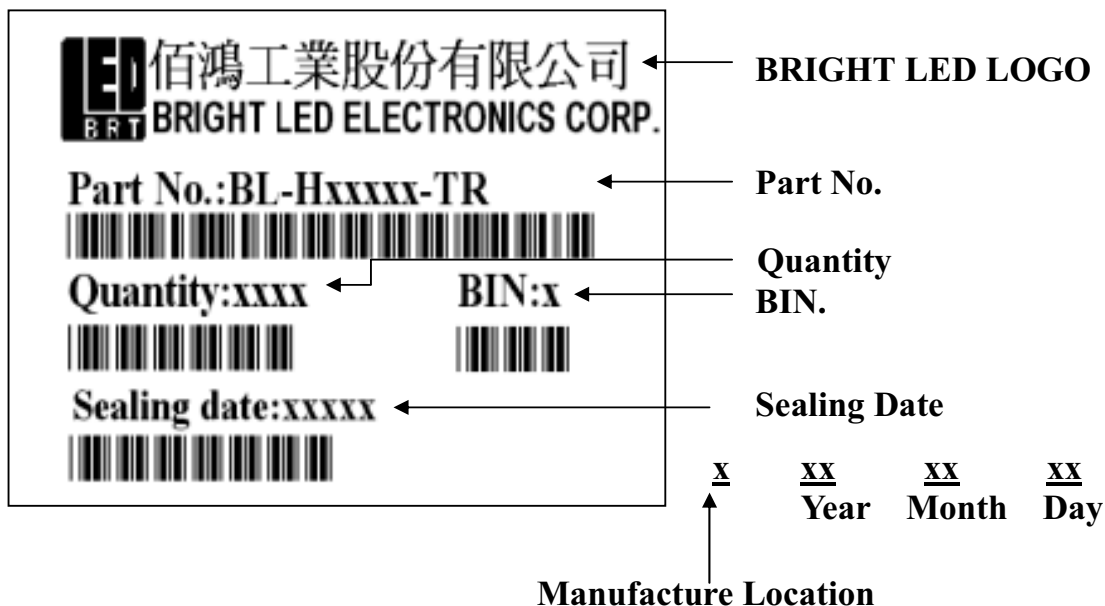 LED 佰鴻工業股份有限公司 BRIGHT LED LOGO
BRT BRIGHT LED ELECTRONICS CORP.
Part No.:BL-Hxxxxx-TR Part No.
Quantity
Quantity:xxxx BIN:x BIN.
Sealing date:xxxxx Sealing Date
x xx xx xx
Year Month Day
Manufacture Location